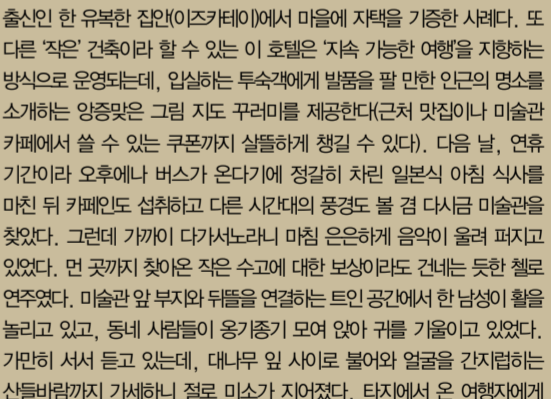 출신인 한 유복한 집안(이즈카테이)에서 마을에 자택을 기증한 사례다. 또
다른 ‘작은’ 건축이라 할 수 있는 이 호텔은 ‘지속 가능한 여행’을 지향하는
방식으로 운영되는데, 입실하는 투숙객에게 발품을 팔 만한 인근의 명소를
소개하는 앙증맞은 그림 지도 꾸러미를 제공한다(근처 맛집이나 미술관
카페에서 쓸 수 있는 쿠폰까지 살뜰하게 챙길 수 있다). 다음 날, 연휴
기간이라 오후에나 버스가 온다기에 정갈히 차린 일본식 아침 식사를
마친 뒤 카페인도 섭취하고 다른 시간대의 풍경도 볼 겸 다시금 미술관을
찾았다. 그런데 가까이 다가서노라니 마침 은은하게 음악이 울려 퍼지고
있었다. 먼 곳까지 찾아온 작은 수고에 대한 보상이라도 건네는 듯한 첼로
연주였다. 미술관 앞 부지와 뒤뜰을 연결하는 트인 공간에서 한 남성이 활을
놀리고 있고, 동네 사람들이 옹기종기 모여 앉아 귀를 기울이고 있었다.
가만히 서서 듣고 있는데, 대나무 잎 사이로 불어와 얼굴을 간지럽히는
산들바람까지 가세하니 절로 미소가 지어졌다. 타지에서 온 여행자에게